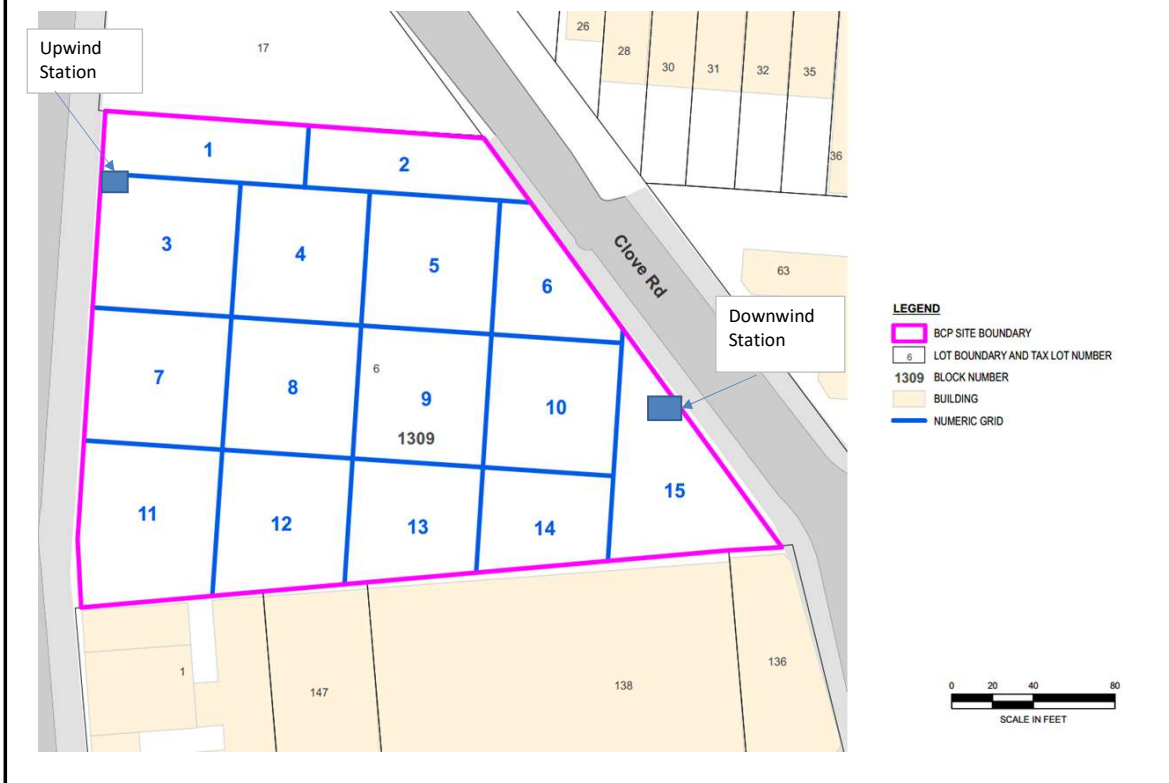 Upwind
Station
17
26
28
30
31
32
35
36
1
2
3
4
5
6
Clove Rd
63
Downwind
Station
7
8
6
9
1309
10
11
12
13
14
15
1
147
138
136
LEGEND
BCP SITE BOUNDARY
6 LOT BOUNDARY AND TAX LOT NUMBER
1309 BLOCK NUMBER
BUILDING
NUMERIC GRID
0 20 40 80
SCALE IN FEET